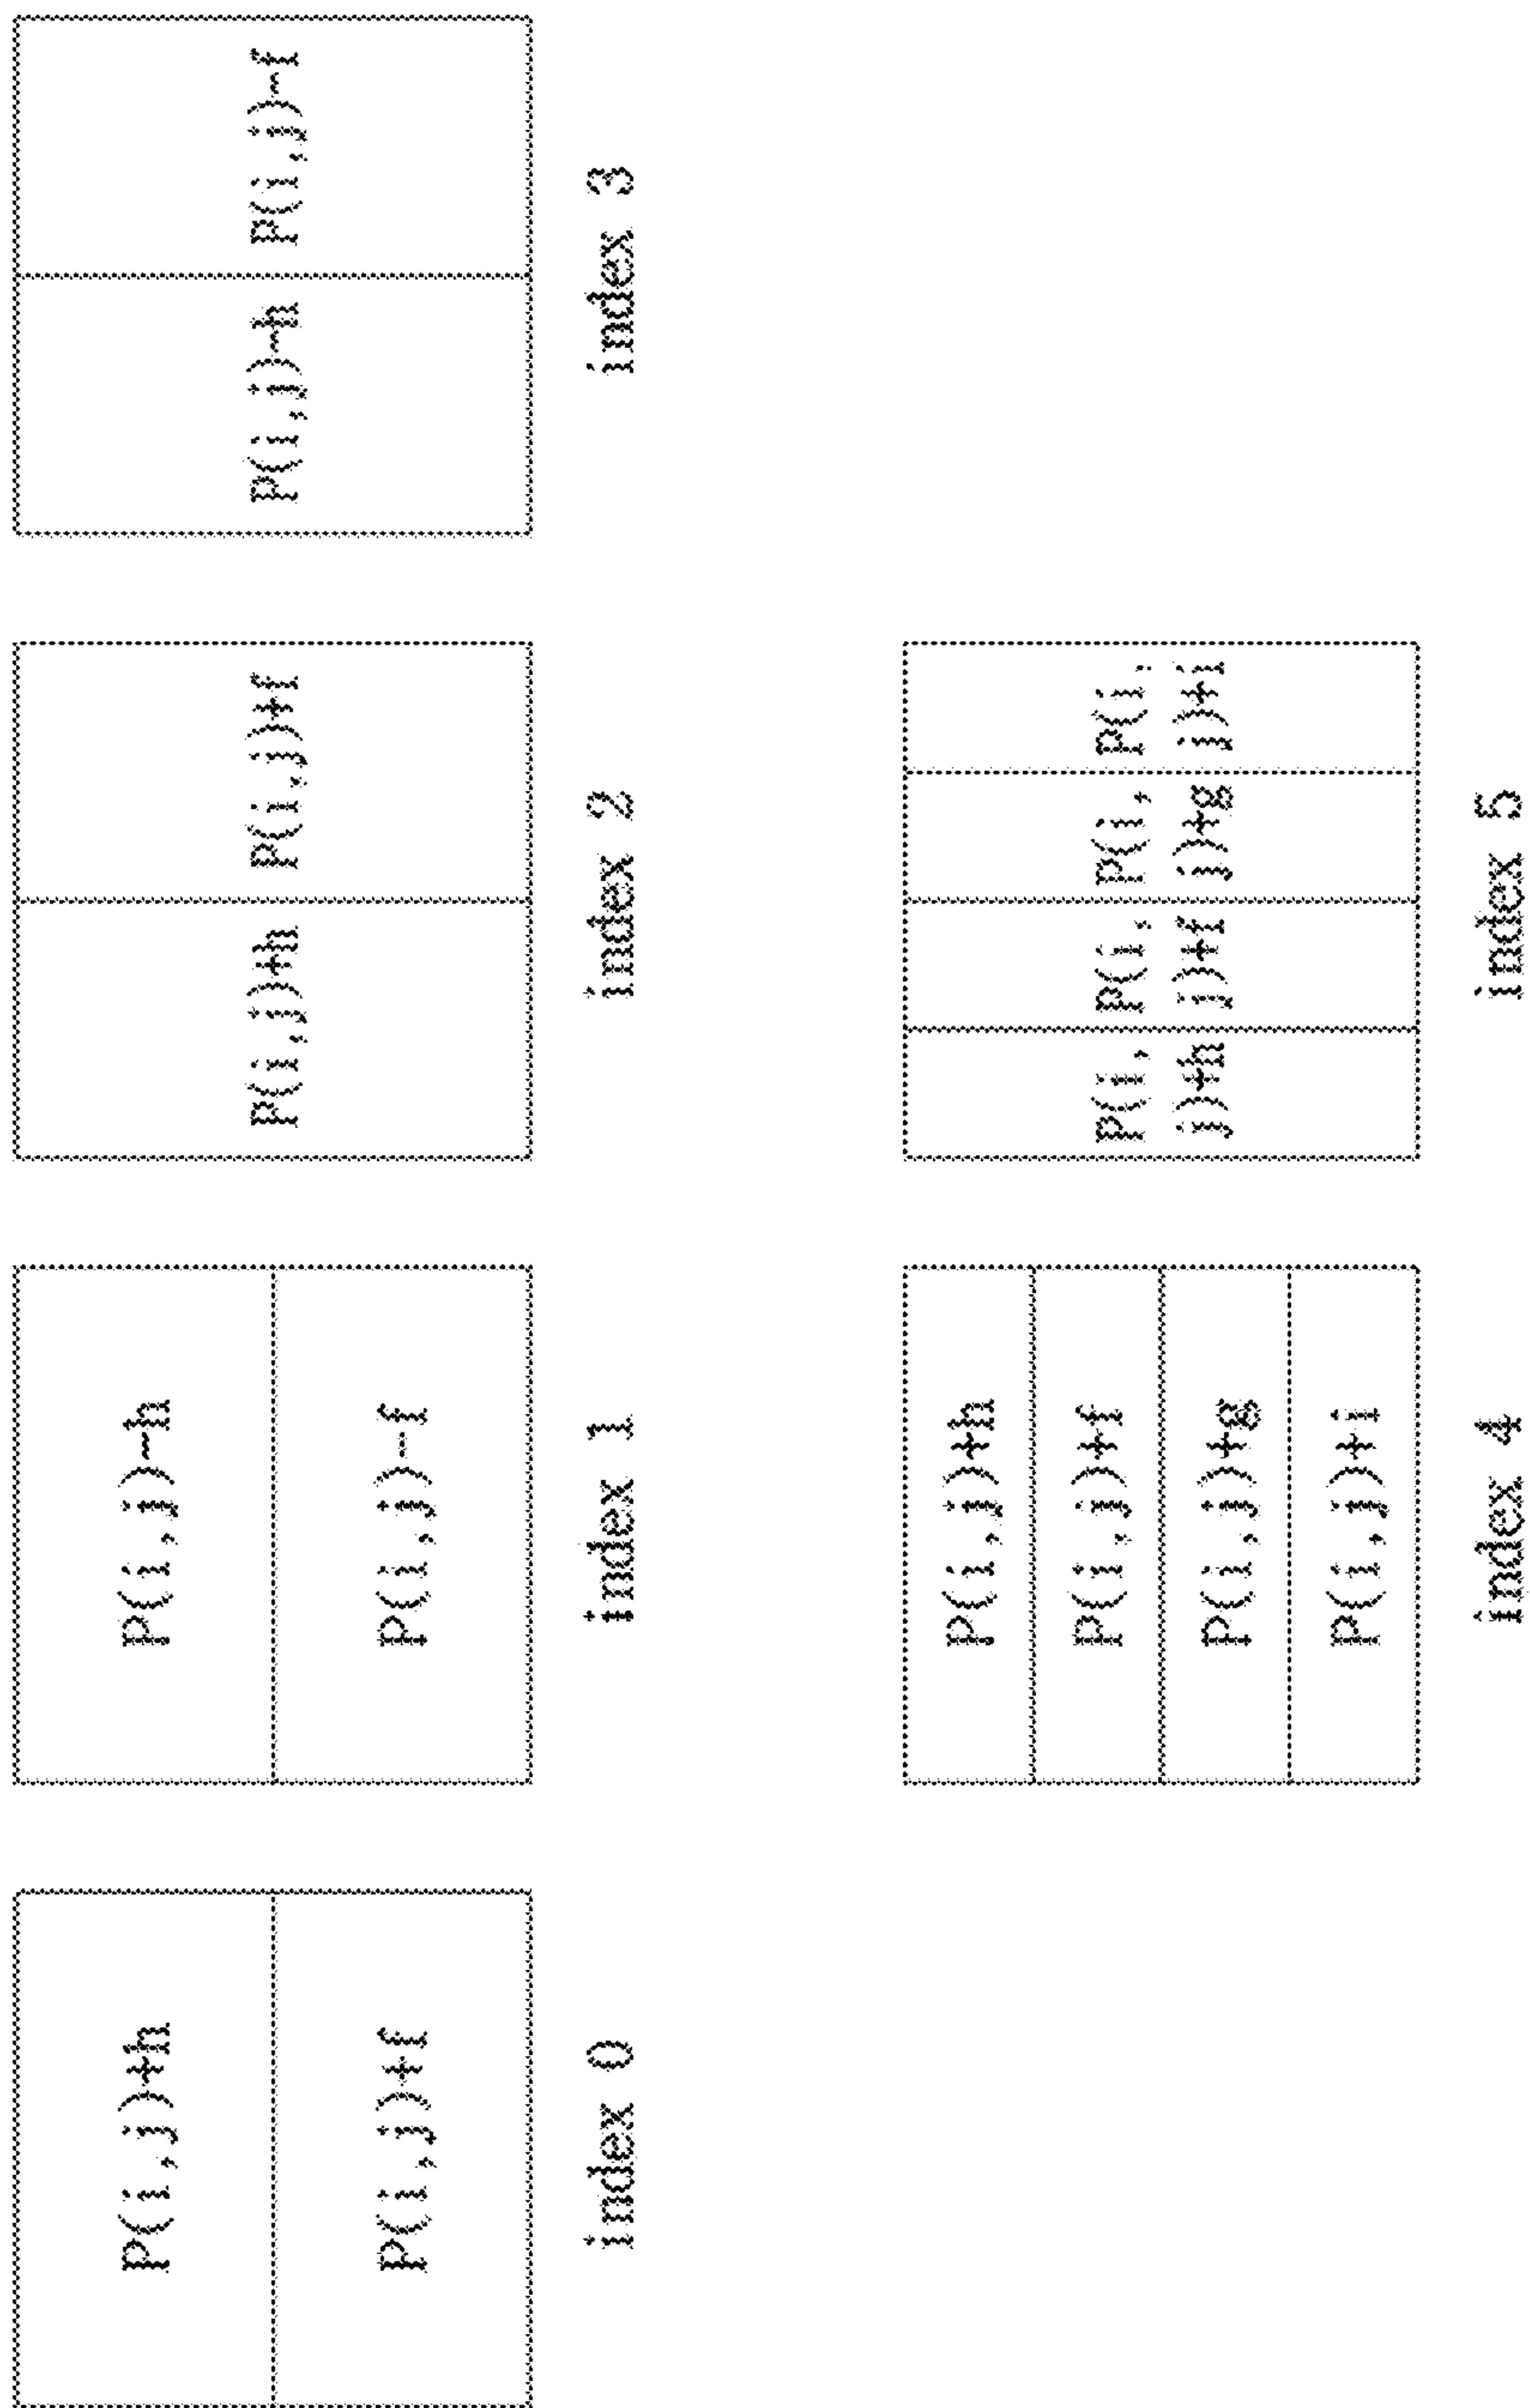 P(i,j)+h
P(i,j)+f
index 0
P(i,j)-h
P(i,j)-f
index 1
P(i,j)+h
P(i,j)+f
index 2
P(i,j)-h
P(i,j)-f
index 3
P(i,j)+h
P(i,j)+f
P(i,j)+g
P(i,j)+i
index 4
P(i,
j)+h
P(i,
j)+f
P(i,
j)+g
P(i,
j)+i
index 5